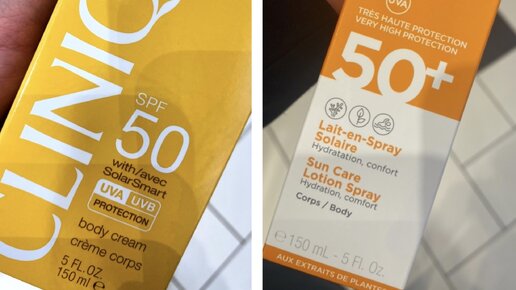 CLINIQ
SPF
50
with/avec
SolarSmart
UVA UVB
PROTECTION
body cream
crème corps
5 FL.OZ.
150 ml e
UVA
TRÈS HAUTE PROTECTION
VERY HIGH PROTECTION
50+
Lait-en-Spray
Solaire
Hydratation, confort
Sun Care
Lotion Spray
Hydration, comfort
Corps / Body
e 150 mL - 5 Fl. Oz.
AUX EXTRAITS DE PLANTE